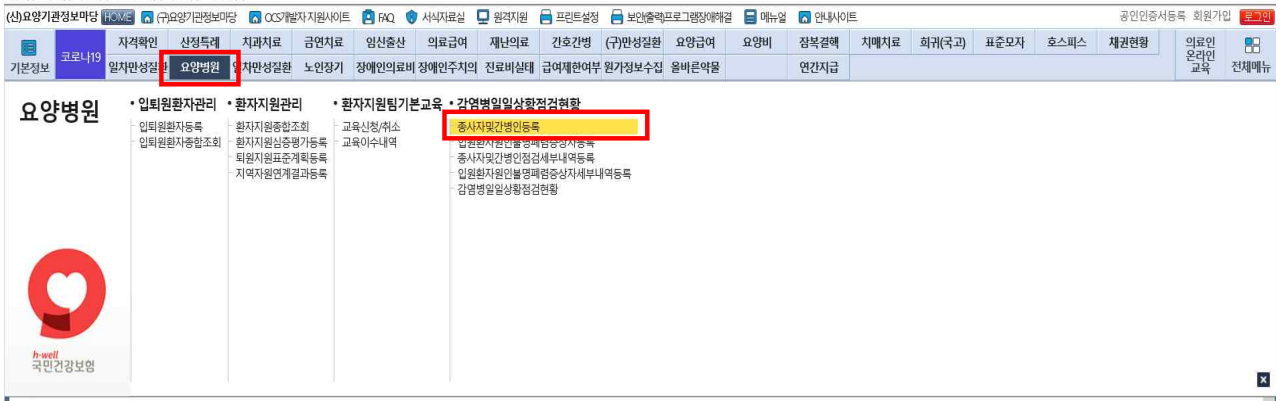 (신)요양기관정보마당 HOME (구)요양기관정보마당 OCS개발자 지원사이트 FAQ 서식자료실 원격지원 프린트설정 보안(출력)프로그램장애해결 메뉴얼 안내사이트 공인인증서등록 회원가입 로그인
기본정보 코로나19 자격확인 산정특례 치과치료 금연치료 임신출산 의료급여 재난의료 간호간병 (구)만성질환 요양급여 요양비 잠복결핵 치매치료 희귀(국고) 표준모자 호스피스 채권현황 의료인 온라인 교육 전체메뉴
일차만성질환 요양병원 일차만성질환 노인장기 장애인의료비 장애인주치의 진료비실태 급여제한여부 원가정보수집 올바른약물 연간지급
요양병원
• 입퇴원환자관리 • 환자지원관리 • 환자지원팀기본교육 • 감염병일일상황점검현황
입퇴원환자등록 환자지원종합조회 교육신청/취소 종사자및간병인등록
입퇴원환자종합조회 환자지원심층평가등록 교육이수내역 입원환자원인불명폐렴증상자등록
퇴원지원표준계획등록 종사자및간병인점검세부내역등록
지역자원연계결과등록 입원환자원인불명폐렴증상자세부내역등록
감염병일일상황점검현황
h-well
국민건강보험
x